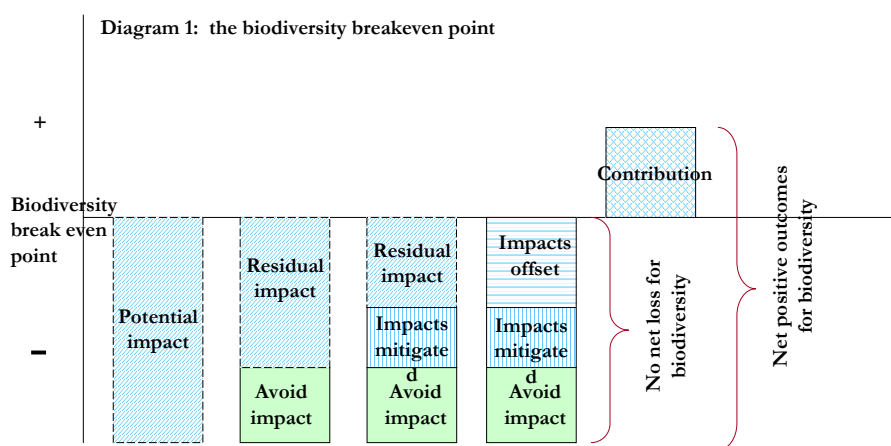 Diagram 1:  the biodiversity breakeven point
+
Contribution
Biodiversity
break even
point
Impacts
offset
Residual
impact
Residual
impact
Potential
impact
Impacts
mitigate
d
Impacts
mitigate
d
Avoid
impact
Avoid
impact
Avoid
impact
–
No net loss for
biodiversity
Net positive outcomes
for biodiversity